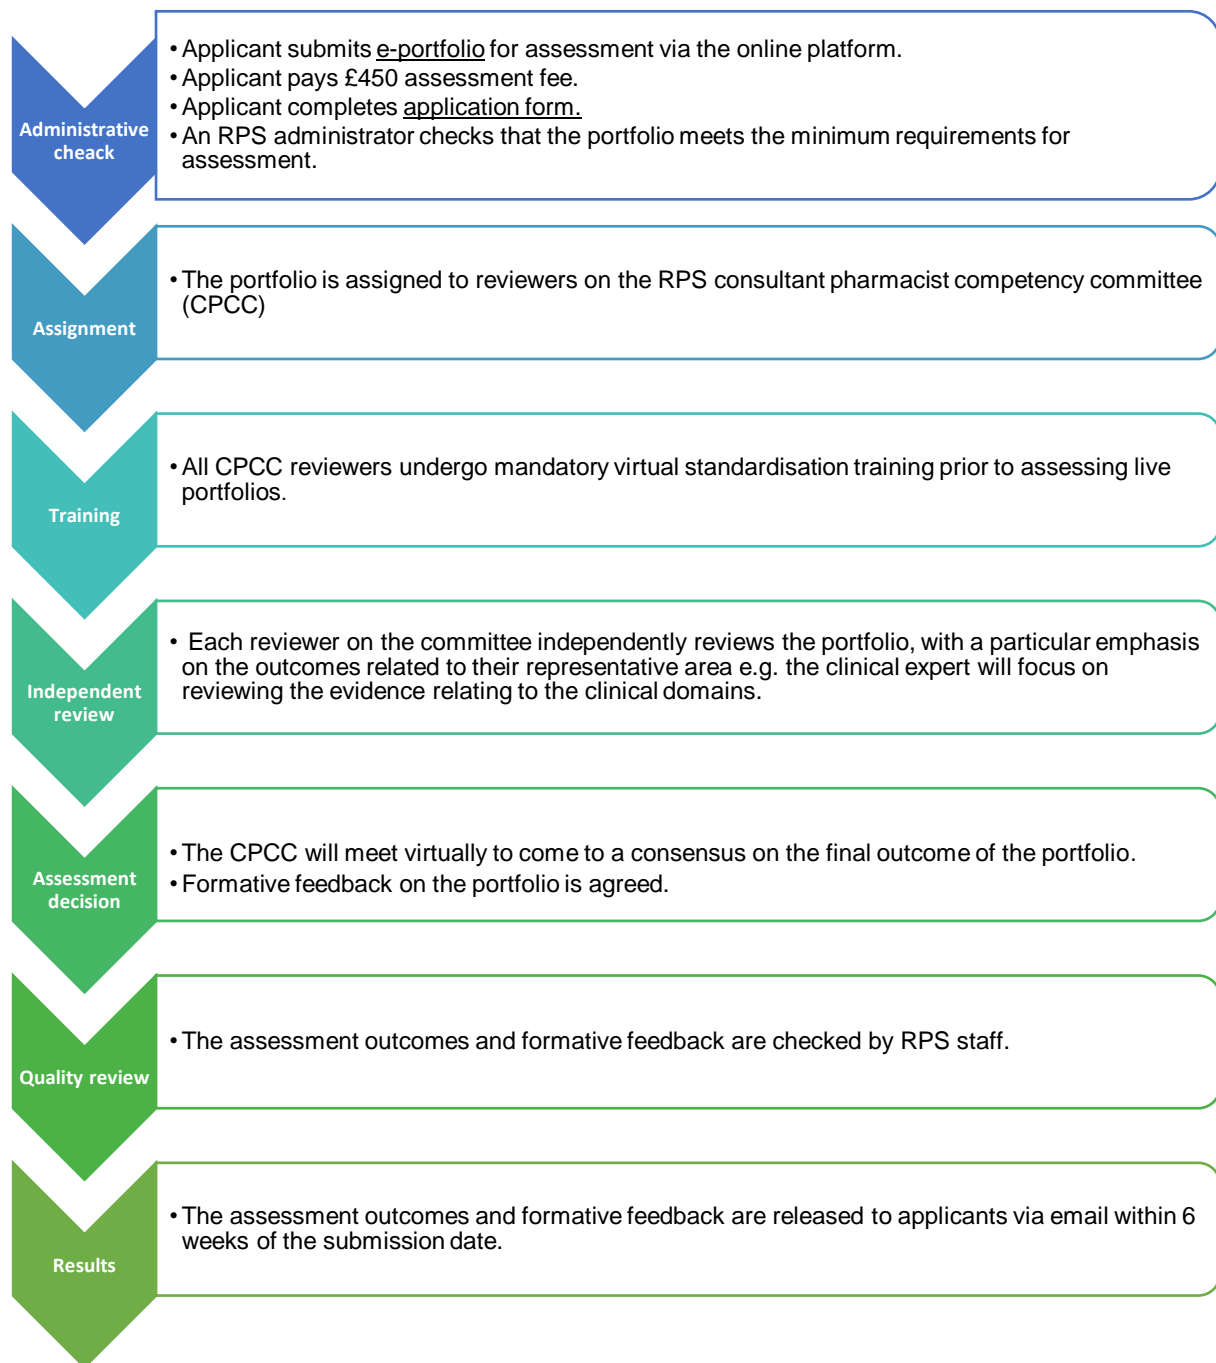 Administrative
cheack
• Applicant submits e-portfolio for assessment via the online platform.
• Applicant pays £450 assessment fee.
• Applicant completes application form.
• An RPS administrator checks that the portfolio meets the minimum requirements for
assessment.
Assignment
• The portfolio is assigned to reviewers on the RPS consultant pharmacist competency committee
(CPCC)
Training
• All CPCC reviewers undergo mandatory virtual standardisation training prior to assessing live
portfolios.
Independent
review
• Each reviewer on the committee independently reviews the portfolio, with a particular emphasis
on the outcomes related to their representative area e.g. the clinical expert will focus on
reviewing the evidence relating to the clinical domains.
Assessment
decision
• The CPCC will meet virtually to come to a consensus on the final outcome of the portfolio.
• Formative feedback on the portfolio is agreed.
Quality review
• The assessment outcomes and formative feedback are checked by RPS staff.
Results
• The assessment outcomes and formative feedback are released to applicants via email within 6
weeks of the submission date.